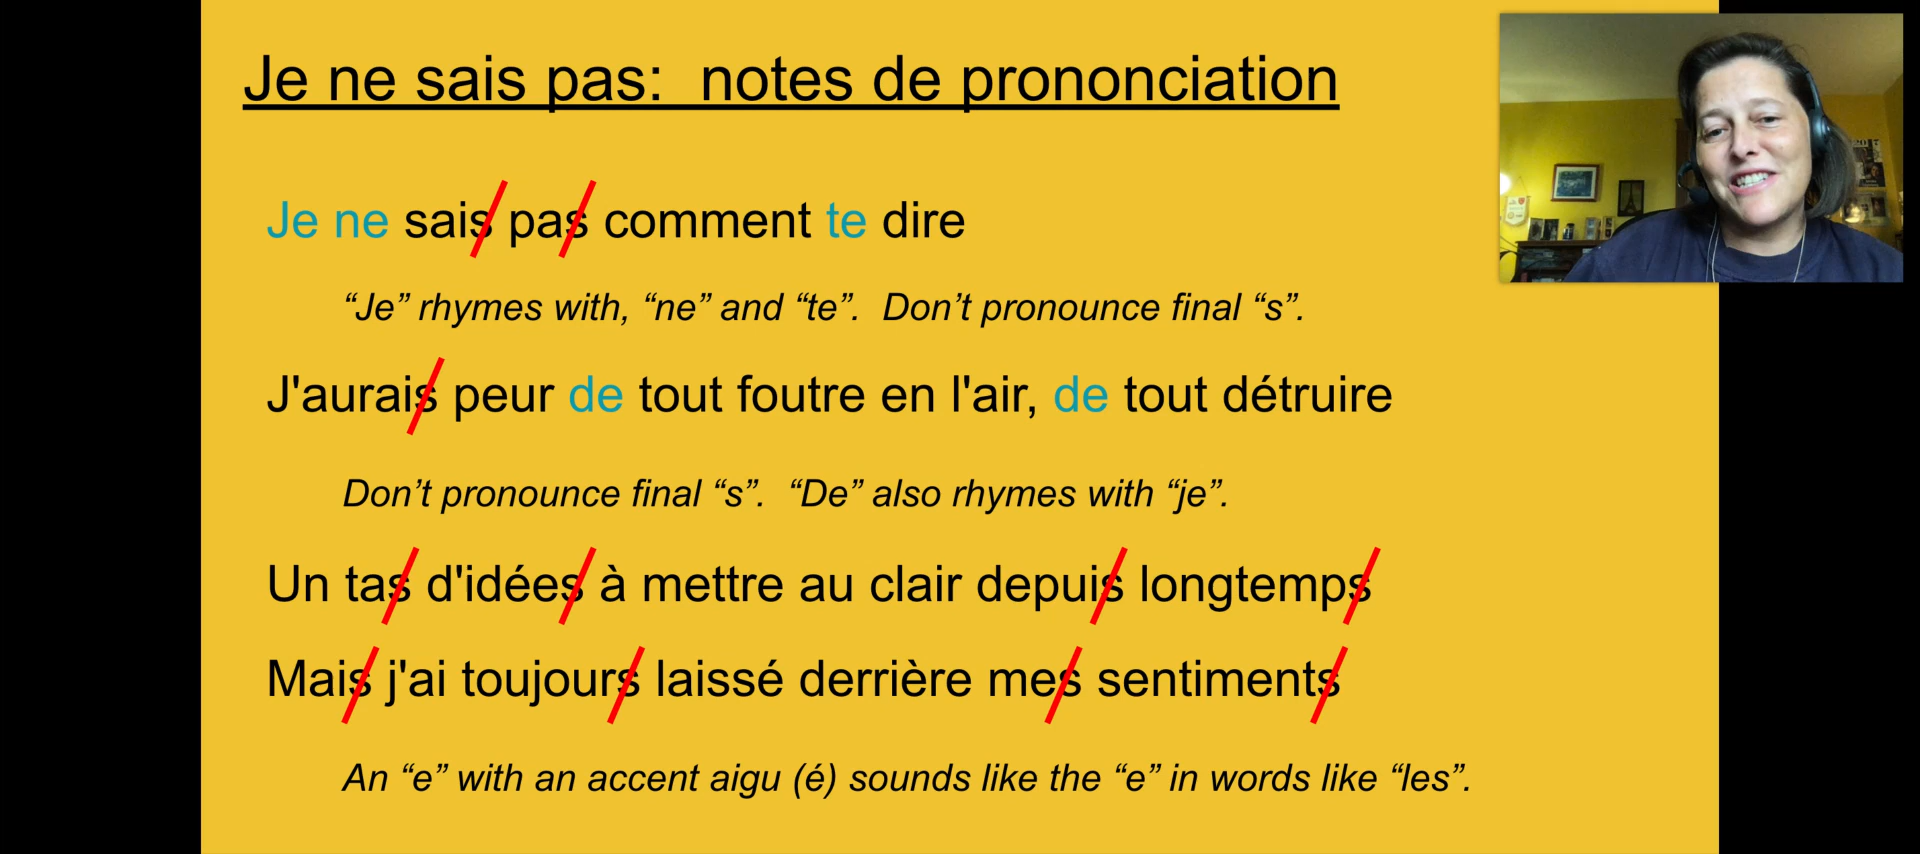 Je ne sais pas:  notes de prononciation
Je ne sais pas comment te dire
“Je” rhymes with, “ne” and “te”.  Don’t pronounce final “s”.
J'aurais peur de tout foutre en l'air, de tout détruire
Don’t pronounce final “s”.  “De” also rhymes with “je”.
Un tas d'idées à mettre au clair depuis longtemps
Mais j'ai toujours laissé derrière mes sentiments
An “e” with an accent aigu (é) sounds like the “e” in words like “les”.